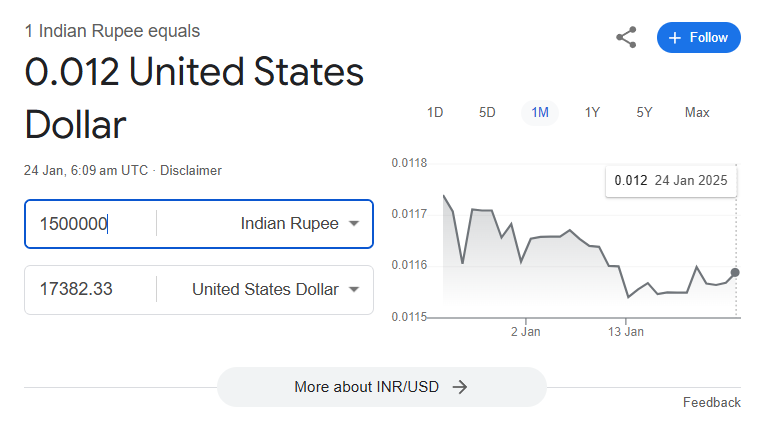 1 Indian Rupee equals
0.012 United States
Dollar
24 Jan, 6:09 am UTC · Disclaimer
1500000
Indian Rupee
17382.33
United States Dollar
Follow
1D 5D 1M 1Y 5Y Max
0.0118
0.0117
0.0116
0.0115
0.012 24 Jan 2025
2 Jan 13 Jan
More about INR/USD
Feedback